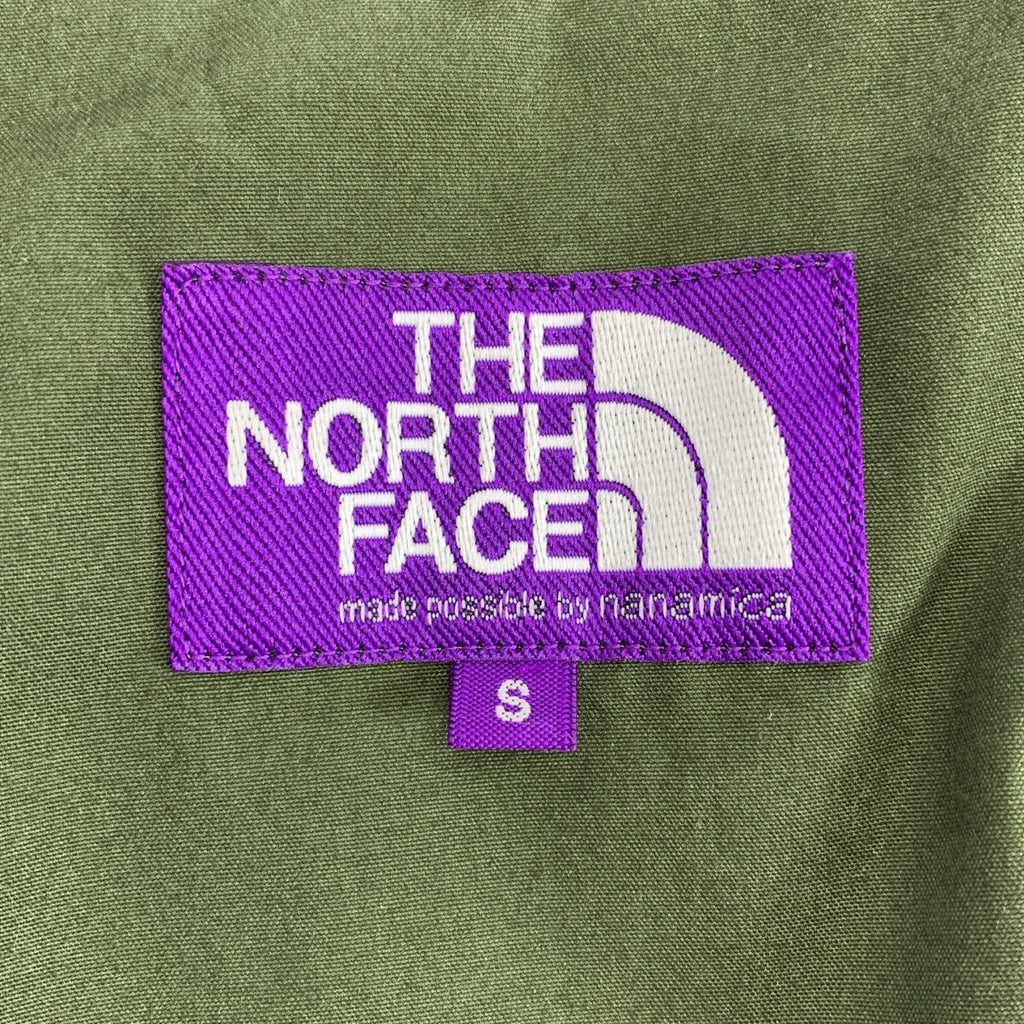 THE
NORTH
FACE
made possible by nanamica
S